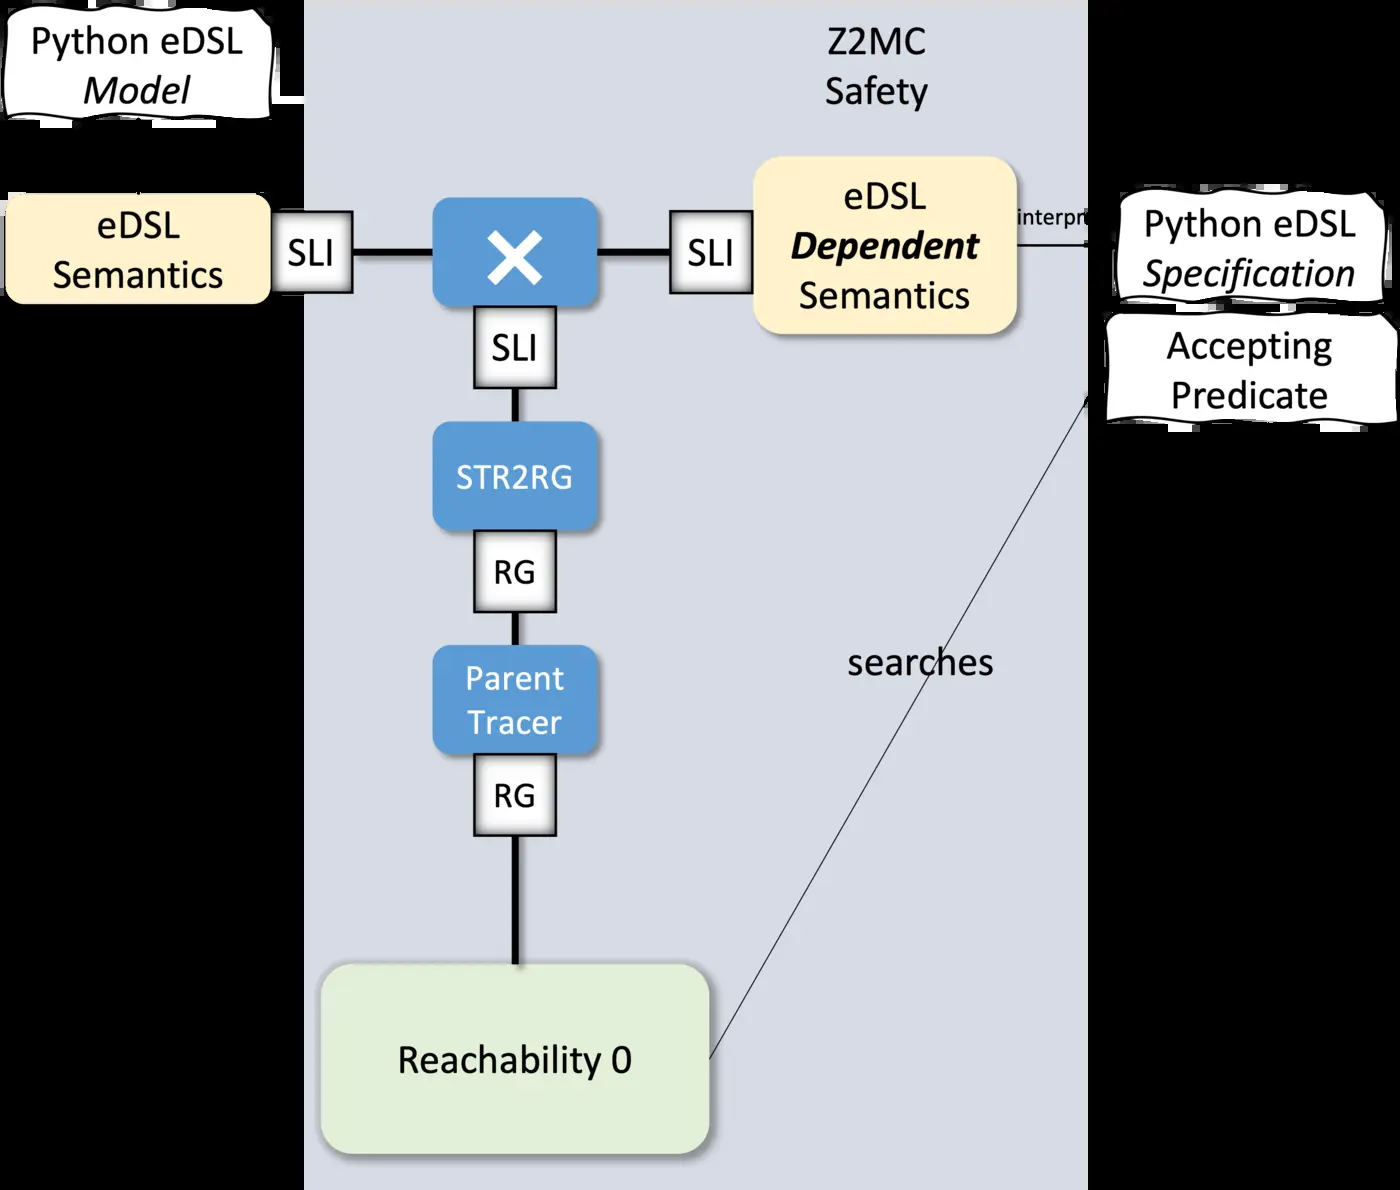 Python eDSL
Model
Z2MC
Safety
eDSL
Semantics
SLI
SLI
eDSL
Dependent
Semantics
interpr
Python eDSL
Specification
SLI
Accepting
Predicate
STR2RG
RG
searches
Parent
Tracer
RG
Reachability 0